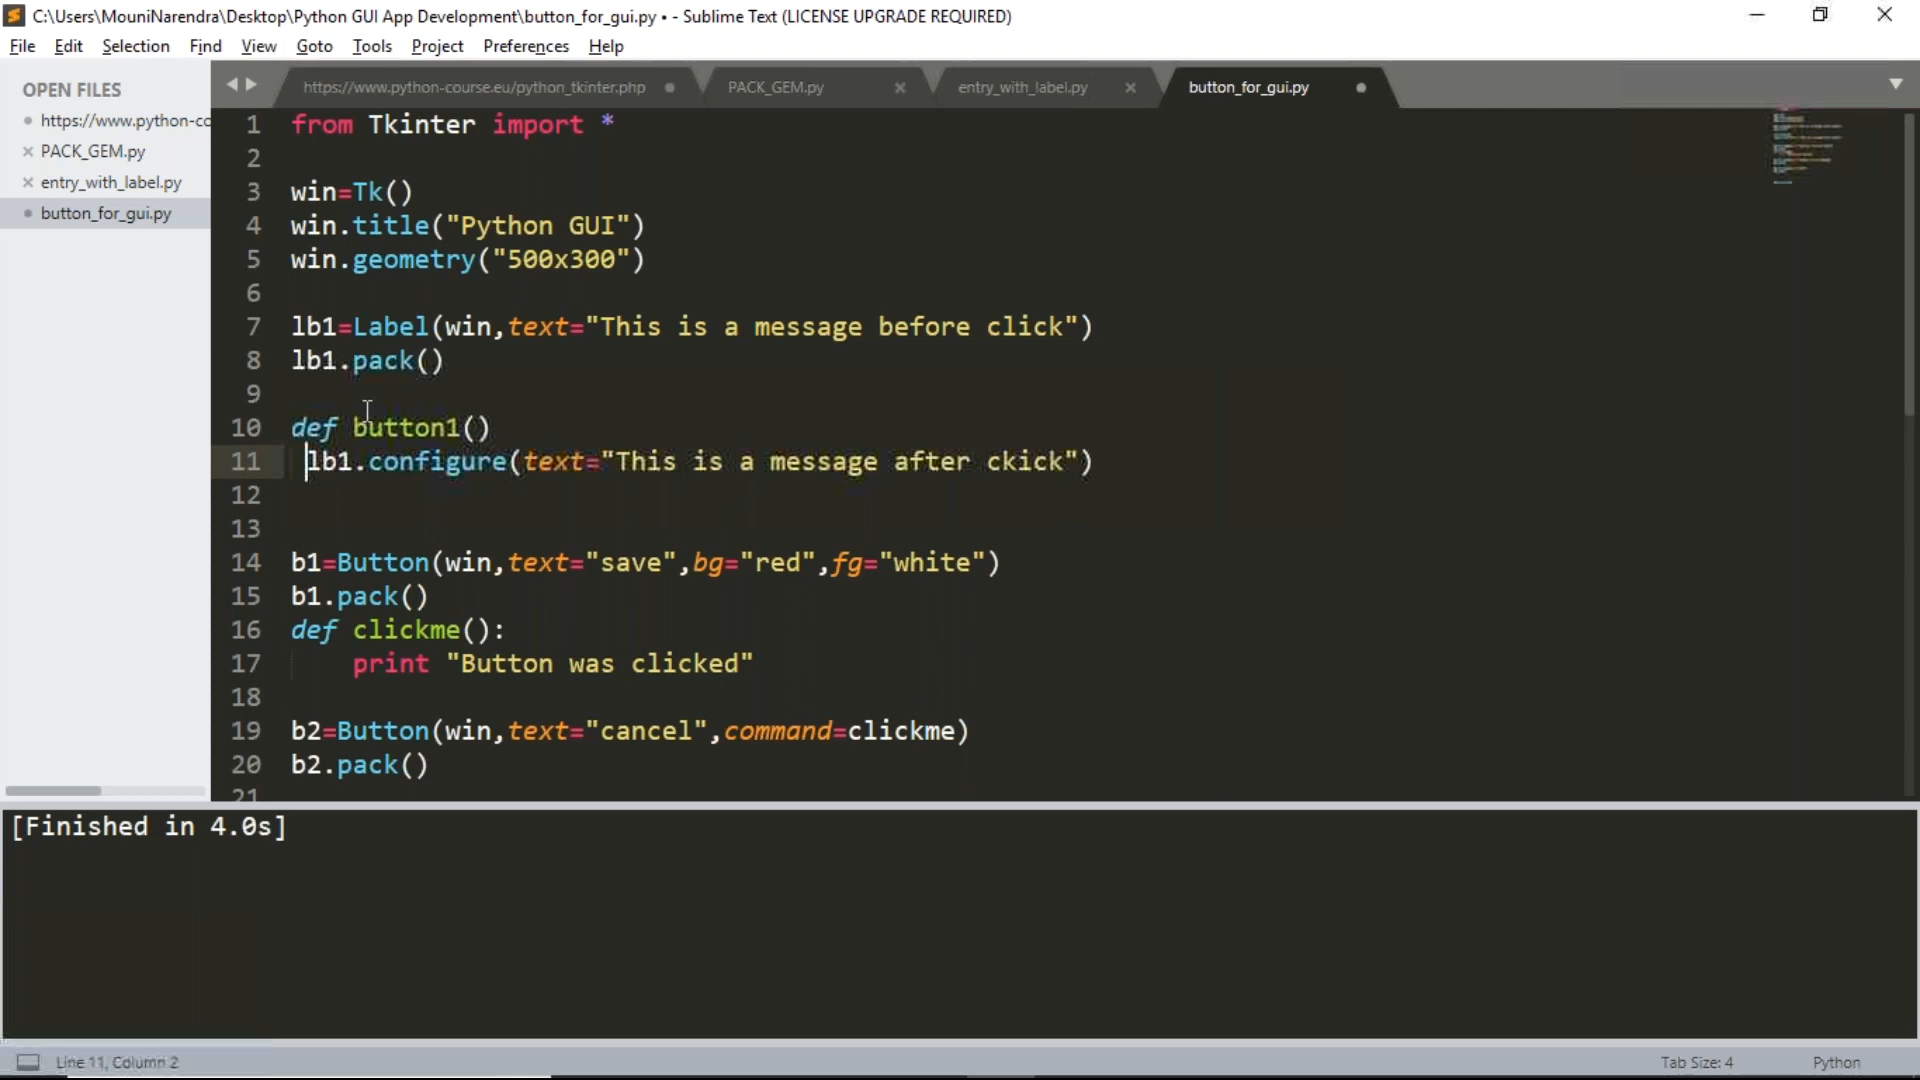 C:\Users\MouniNarendra\Desktop\Python GUI App Development\button_for_gui.py • - Sublime Text (LICENSE UPGRADE REQUIRED)
File Edit Selection Find View Goto Tools Project Preferences Help
OPEN FILES
https://www.python-co
PACK_GEM.py
entry_with_label.py
button_for_gui.py
https://www.python-course.eu/python_tkinter.php PACK_GEM.py entry_with_label.py button_for_gui.py
1 from Tkinter import *
2
3 win=Tk()
4 win.title("Python GUI")
5 win.geometry("500x300")
6
7 lb1=Label(win,text="This is a message before click")
8 lb1.pack()
9
10 def button1()
11 lb1.configure(text="This is a message after ckick")
12
13
14 b1=Button(win,text="save",bg="red",fg="white")
15 b1.pack()
16 def clickme():
17 print "Button was clicked"
18
19 b2=Button(win,text="cancel",command=clickme)
20 b2.pack()
21
[Finished in 4.0s]
Line 11, Column 2 Tab Size: 4 Python